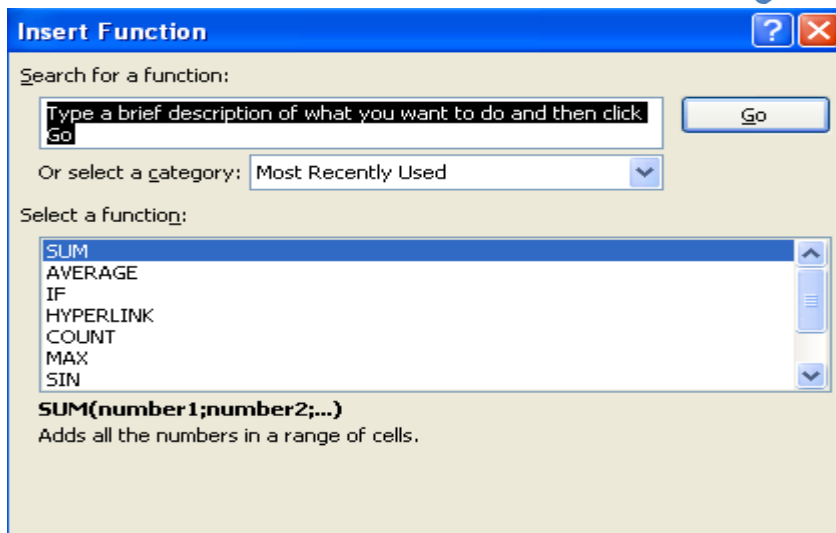 Insert Function
Search for a function:
Type a brief description of what you want to do and then click
Go
Go
Or select a category: Most Recently Used
Select a function:
SUM
AVERAGE
IF
HYPERLINK
COUNT
MAX
SIN
SUM(number1;number2;...)
Adds all the numbers in a range of cells.